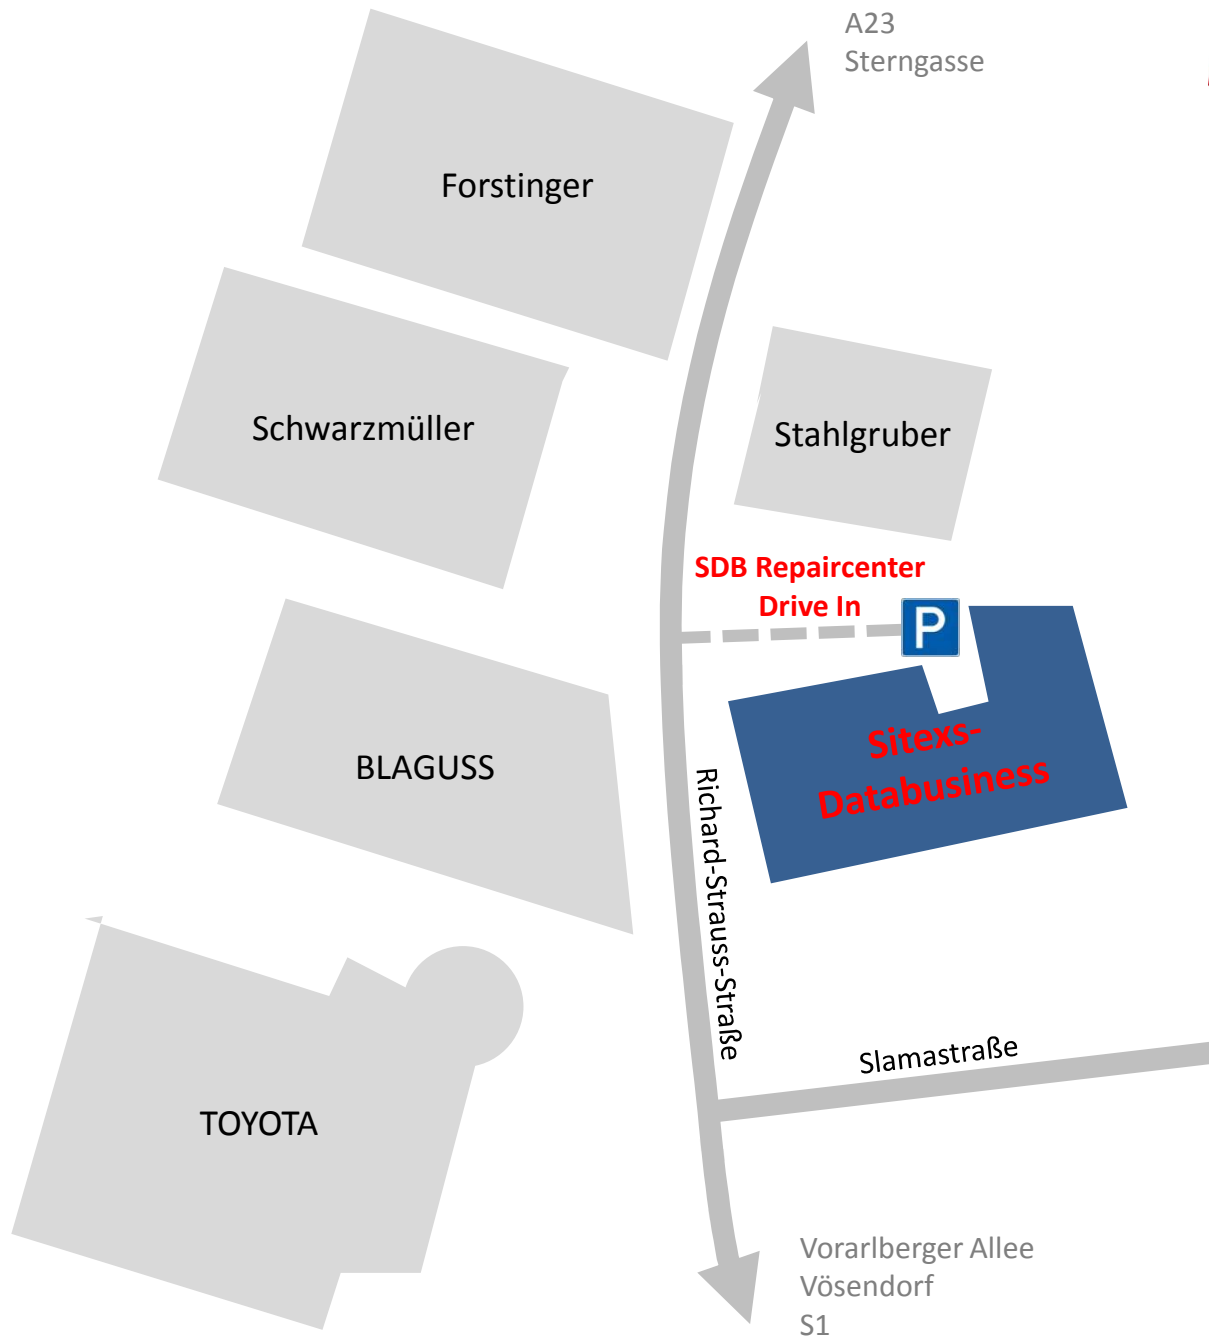 A23
Sterngasse
Forstinger
Schwarzmüller
Stahlgruber
SDB Repaircenter
Drive In
P
Sitexs-
Databusiness
BLAGUSS
Richard-Strauss-Straße
Slamastraße
TOYOTA
Vorarlberger Allee
Vösendorf
S1